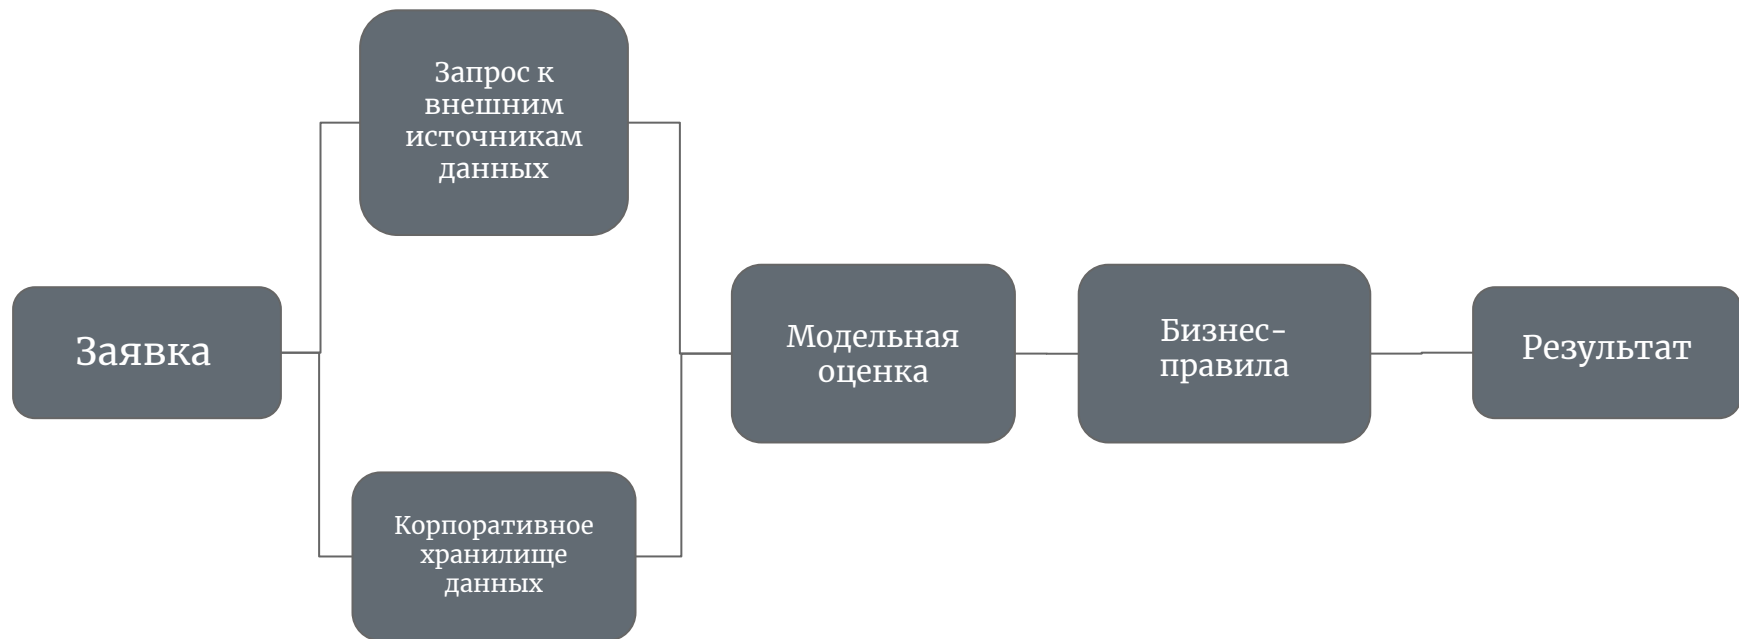 Запрос к
внешним
источникам
данных
Заявка
Модельная
оценка
Бизнес-
правила
Результат
Корпоративное
хранилище
данных